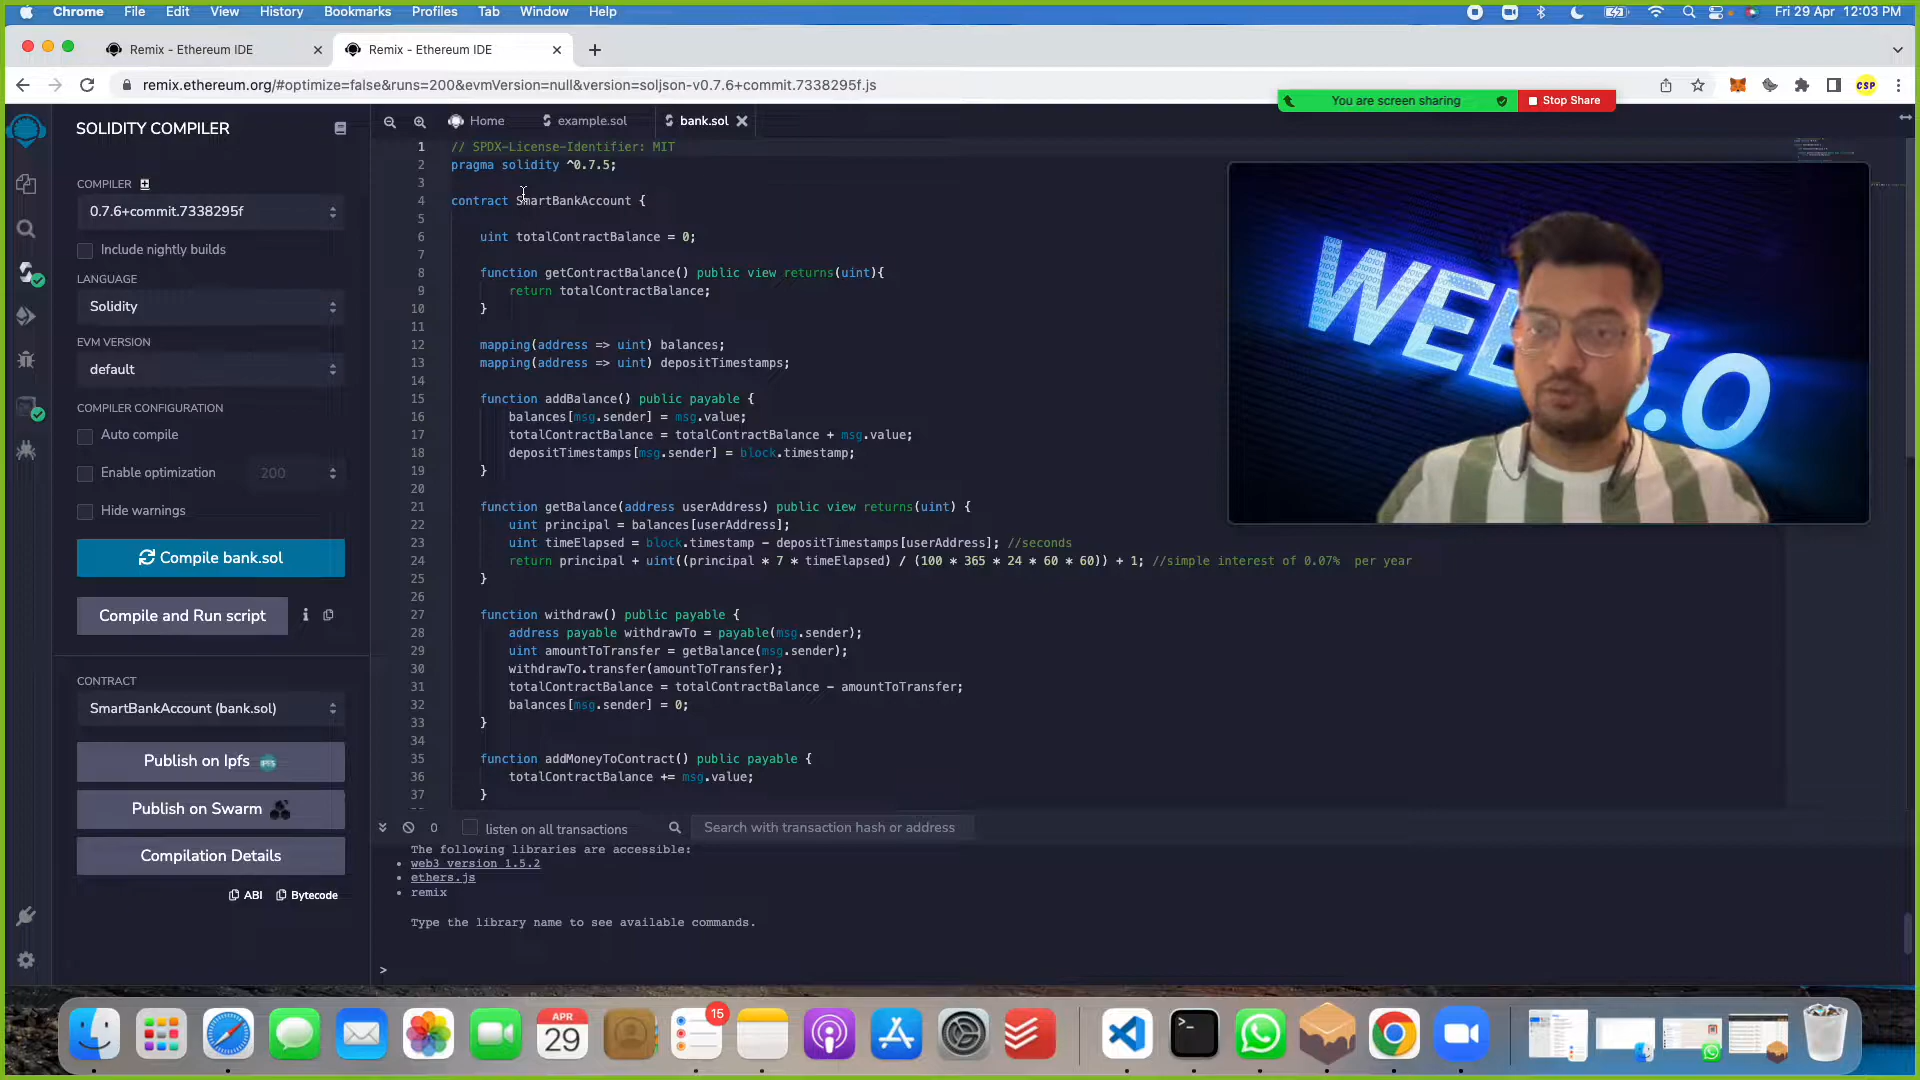 Chrome File Edit View History Bookmarks Profiles Tab Window Help Fri 29 Apr 12:03 PM
Remix - Ethereum IDE Remix - Ethereum IDE
remix.ethereum.org/#optimize=false&runs=200&evmVersion=null&version=soljson-v0.7.6+commit.7338295f.js CSP
You are screen sharing Stop Share
SOLIDITY COMPILER
Home example.sol bank.sol
COMPILER
0.7.6+commit.7338295f
Include nightly builds
LANGUAGE
Solidity
EVM VERSION
default
COMPILER CONFIGURATION
Auto compile
Enable optimization 200
Hide warnings
Compile bank.sol
Compile and Run script
CONTRACT
SmartBankAccount (bank.sol)
Publish on Ipfs IPFS
Publish on Swarm
Compilation Details
ABI Bytecode
1 // SPDX-License-Identifier: MIT
2 pragma solidity ^0.7.5;
3
4 contract SmartBankAccount {
5
6 uint totalContractBalance = 0;
7
8 function getContractBalance() public view returns(uint){
9 return totalContractBalance;
10 }
11
12 mapping(address => uint) balances;
13 mapping(address => uint) depositTimestamps;
14
15 function addBalance() public payable {
16 balances[msg.sender] = msg.value;
17 totalContractBalance = totalContractBalance + msg.value;
18 depositTimestamps[msg.sender] = block.timestamp;
19 }
20
21 function getBalance(address userAddress) public view returns(uint) {
22 uint principal = balances[userAddress];
23 uint timeElapsed = block.timestamp - depositTimestamps[userAddress]; //seconds
24 return principal + uint((principal * 7 * timeElapsed) / (100 * 365 * 24 * 60 * 60)) + 1; //simple interest of 0.07% per year
25 }
26
27 function withdraw() public payable {
28 address payable withdrawTo = payable(msg.sender);
29 uint amountToTransfer = getBalance(msg.sender);
30 withdrawTo.transfer(amountToTransfer);
31 totalContractBalance = totalContractBalance - amountToTransfer;
32 balances[msg.sender] = 0;
33 }
34
35 function addMoneyToContract() public payable {
36 totalContractBalance += msg.value;
37 }
WEB 3.0
0 listen on all transactions Search with transaction hash or address
The following libraries are accessible:
• web3 version 1.5.2
• ethers.js
• remix
Type the library name to see available commands.
>
APR
29
15